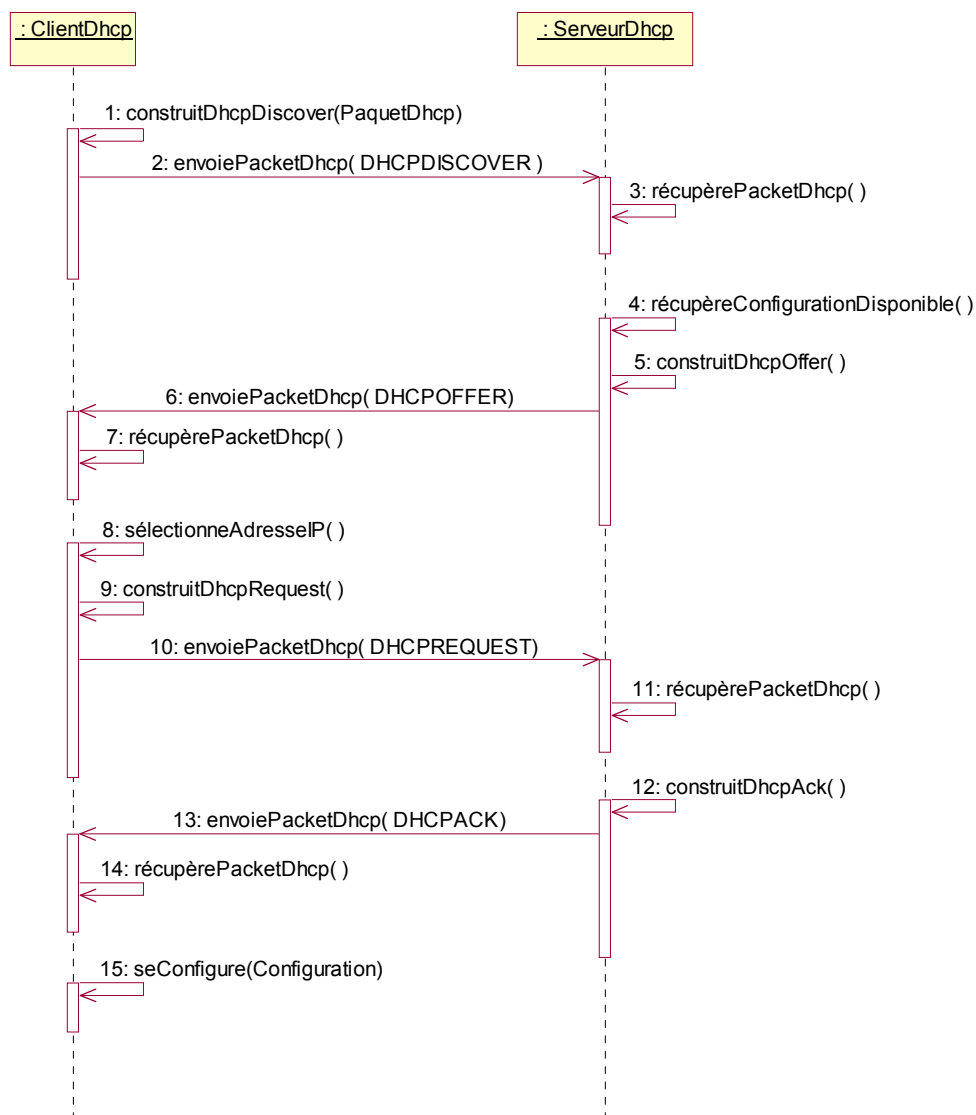 : ClientDhcp
: ServeurDhcp
1: construitDhcpDiscover(PaquetDhcp)
2: envoiePacketDhcp( DHCPDISCOVER )
3: récupèrePacketDhcp( )
4: récupèreConfigurationDisponible( )
5: construitDhcpOffer( )
6: envoiePacketDhcp( DHCPOFFER)
7: récupèrePacketDhcp( )
8: sélectionneAdresseIP( )
9: construitDhcpRequest( )
10: envoiePacketDhcp( DHCPREQUEST)
11: récupèrePacketDhcp( )
12: construitDhcpAck( )
13: envoiePacketDhcp( DHCPACK)
14: récupèrePacketDhcp( )
15: seConfigure(Configuration)